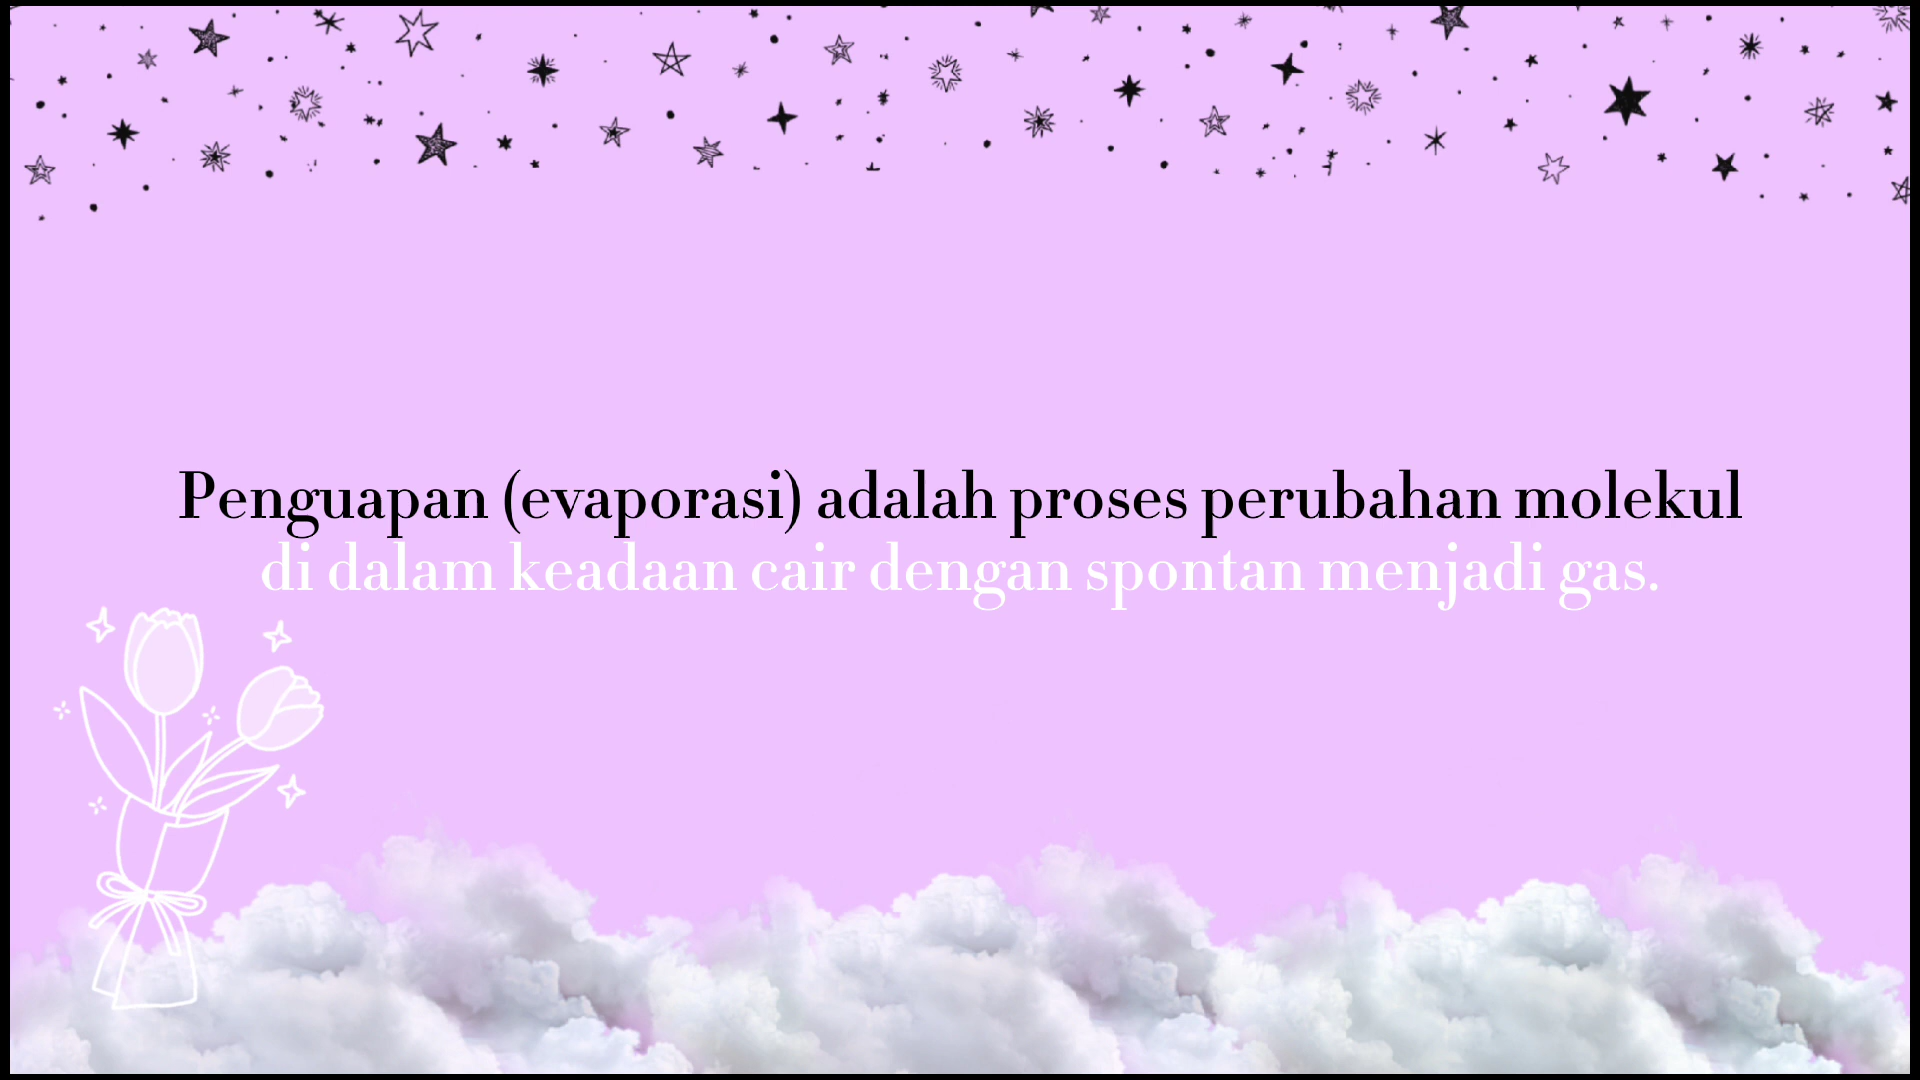 Penguapan (evaporasi) adalah proses perubahan molekul
di dalam keadaan cair dengan spontan menjadi gas.